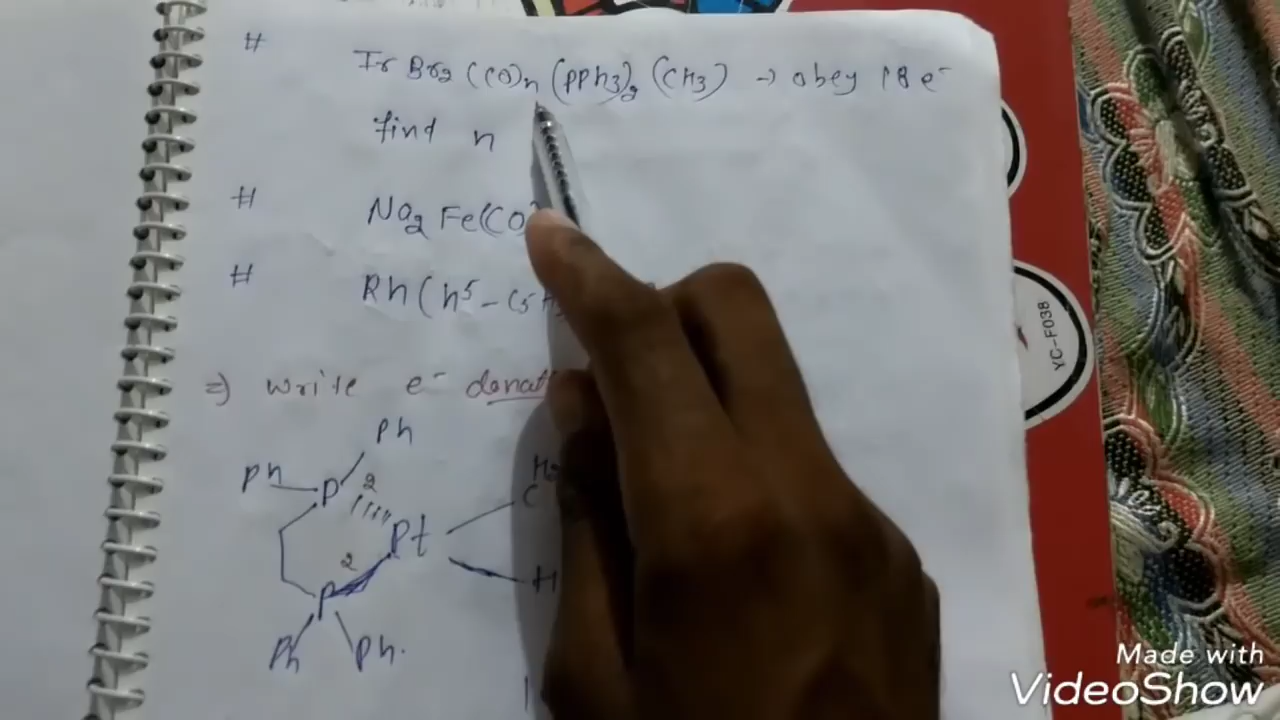 # Ir Br2 (CO)n (PPh3)2 (CH3) → obey 18 e-
find n
# Na2 Fe(CO)
# Rh ( h5 - C5 H
⇒) write e-
Ph
Ph P 2 H2
C
Pt
2
P H
Ph Ph.
YC-F038
Made with
VideoShow